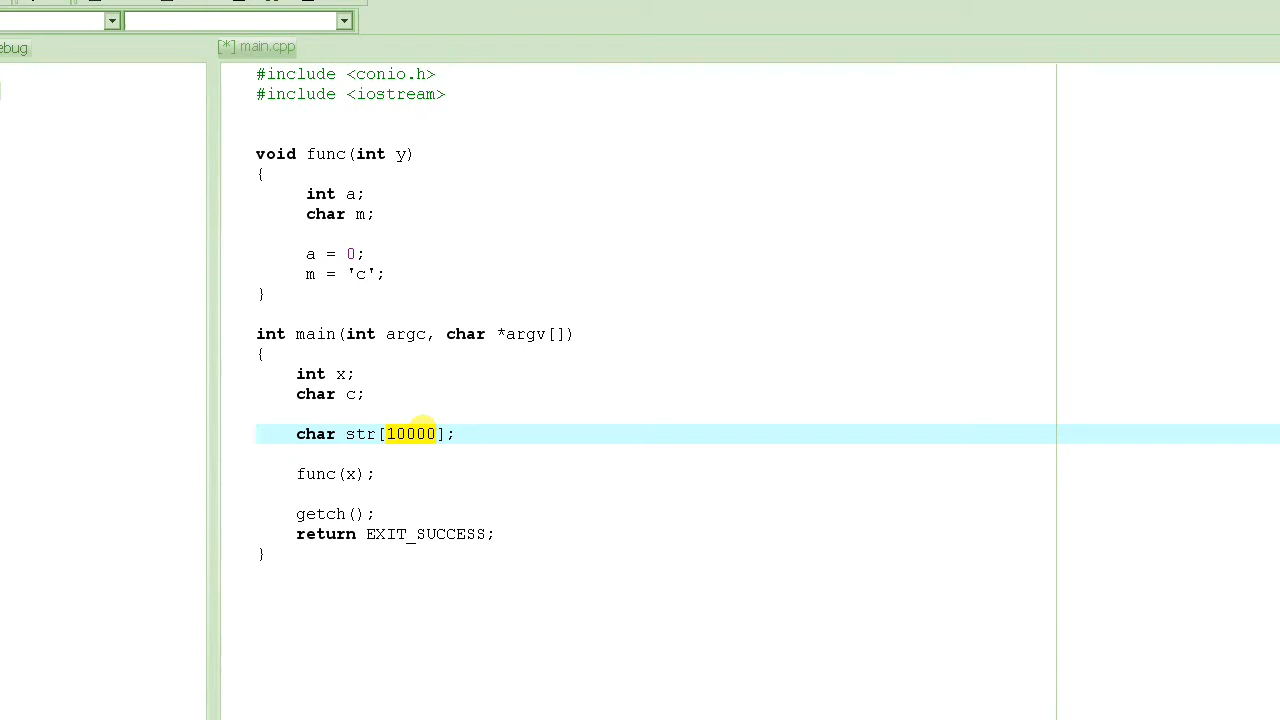 ebug
[*] main.cpp
#include <conio.h>
#include <iostream>
void func(int y)
{
int a;
char m;
a = 0;
m = 'c';
}
int main(int argc, char *argv[])
{
int x;
char c;
char str[10000];
func(x);
getch();
return EXIT_SUCCESS;
}